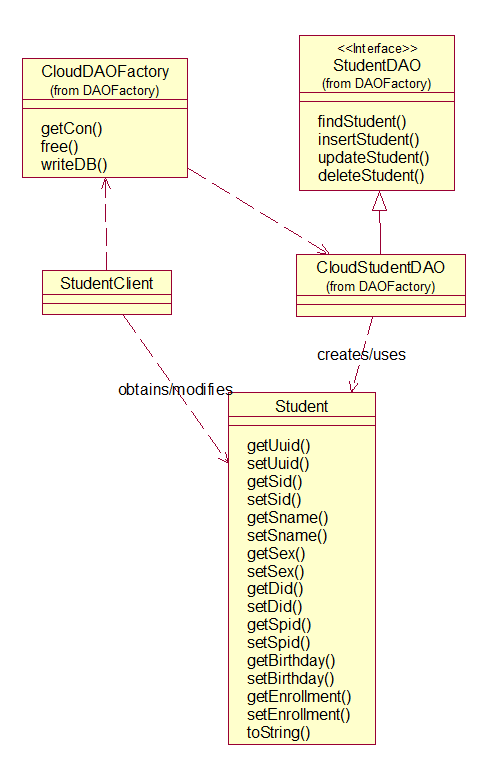 CloudDAOFactory
(from DAOFactory)
getCon()
free()
writeDB()
<<Interface>>
StudentDAO
(from DAOFactory)
findStudent()
insertStudent()
updateStudent()
deleteStudent()
StudentClient
CloudStudentDAO
(from DAOFactory)
creates/uses
obtains/modifies
Student
getUuid()
setUuid()
getSid()
setSid()
getSname()
setSname()
getSex()
setSex()
getDid()
setDid()
getSpid()
setSpid()
getBirthday()
setBirthday()
getEnrollment()
setEnrollment()
toString()